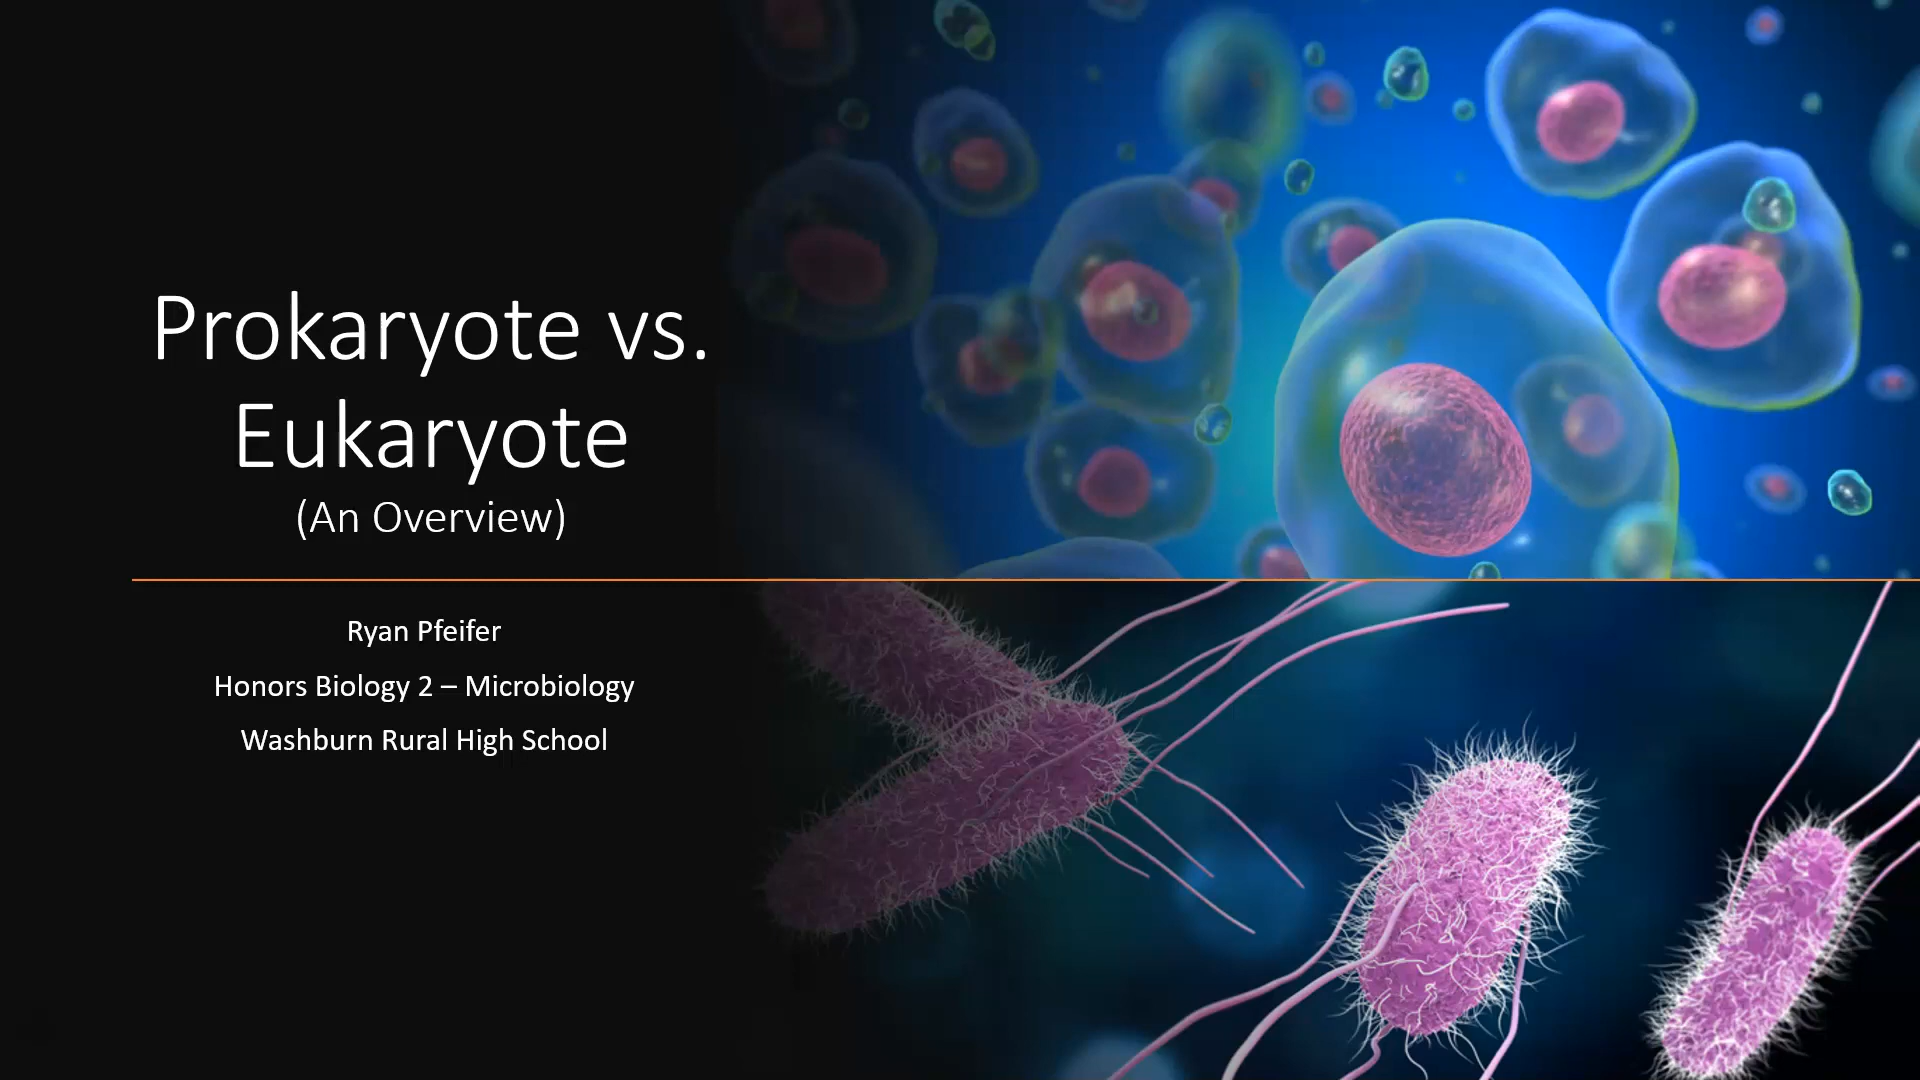 Prokaryote vs.
Eukaryote
(An Overview)
Ryan Pfeifer
Honors Biology 2 – Microbiology
Washburn Rural High School